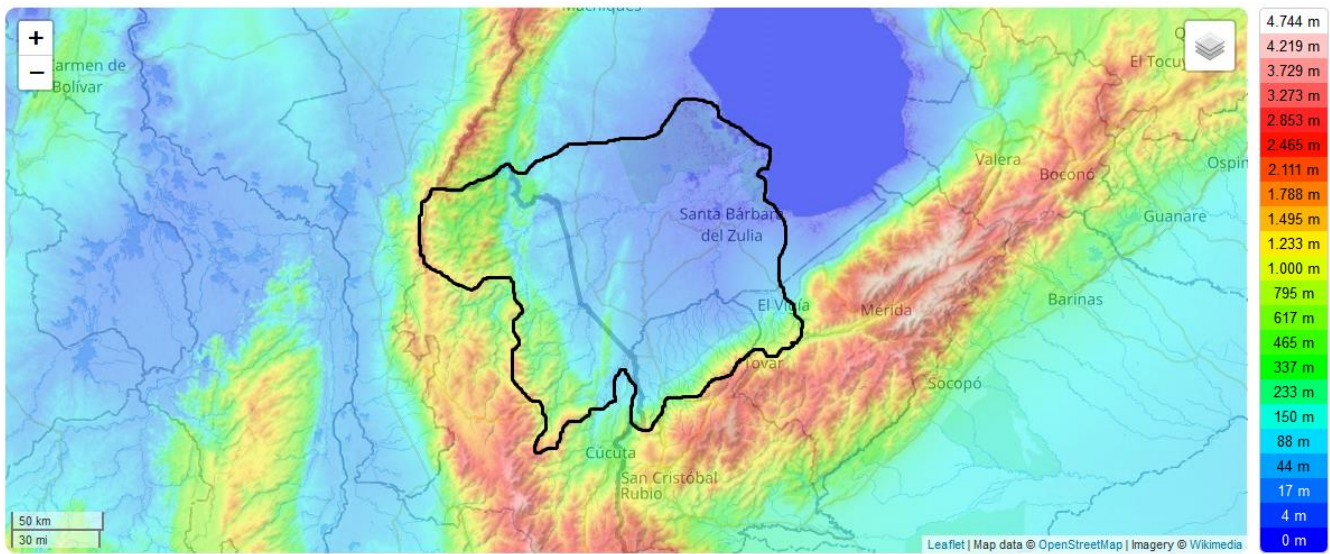 +
−
Machiques
Carmen de
Bolívar
El Tocuy
Valera
Boconó
Ospin
Guanare
Santa Bárbara
del Zulia
El Vigía
Mérida
Barinas
Tovar
Socopó
Cúcuta
San Cristóbal
Rubio
50 km
30 mi
Leaflet | Map data © OpenStreetMap | Imagery © Wikimedia
4.744 m
4.219 m
3.729 m
3.273 m
2.853 m
2.465 m
2.111 m
1.788 m
1.495 m
1.233 m
1.000 m
795 m
617 m
465 m
337 m
233 m
150 m
88 m
44 m
17 m
4 m
0 m